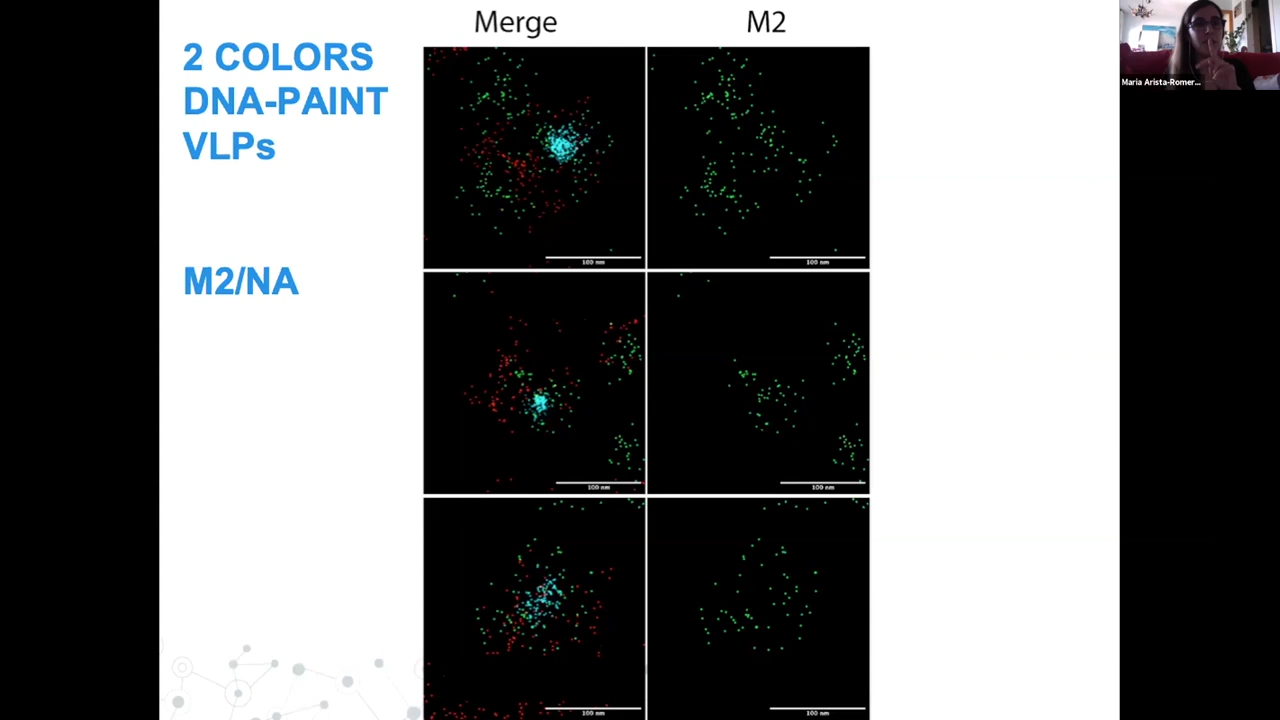 Merge
M2
2 COLORS
DNA-PAINT
VLPs
M2/NA
100 nm
100 nm
100 nm
100 nm
100 nm
100 nm
Maria Arista-Romer...